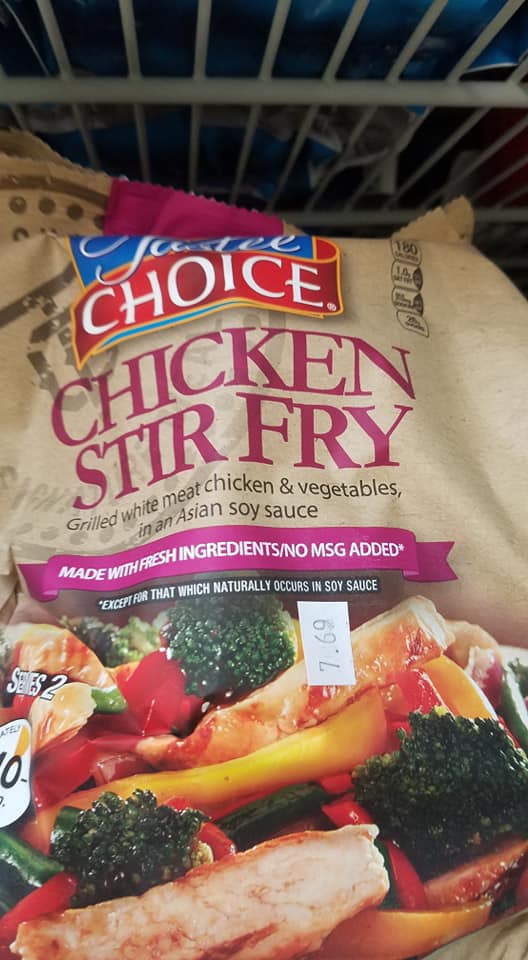 CHOICE®
180
CHICKEN
STIR FRY
Grilled white meat chicken & vegetables,
in an Asian soy sauce
MADE WITH FRESH INGREDIENTS/NO MSG ADDED*
*EXCEPT FOR THAT WHICH NATURALLY OCCURS IN SOY SAUCE
7.69
2